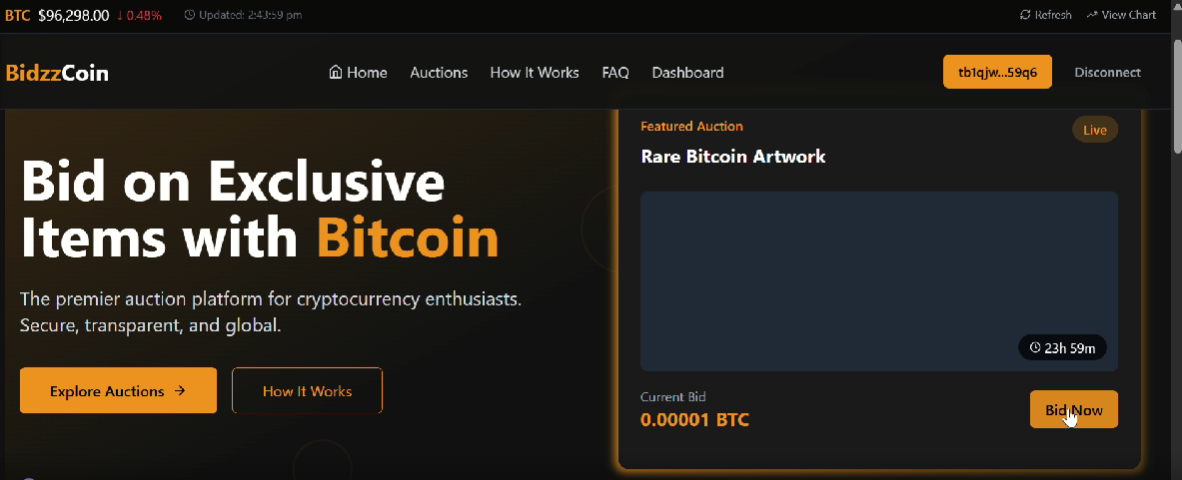 BTC $96,298.00 ↓ 0.48% Updated: 2:43:59 pm Refresh View Chart
BidzzCoin Home Auctions How It Works FAQ Dashboard tb1qjw...59q6 Disconnect
Bid on Exclusive
Items with Bitcoin
The premier auction platform for cryptocurrency enthusiasts.
Secure, transparent, and global.
Explore Auctions → How It Works
Featured Auction
Live
Rare Bitcoin Artwork
23h 59m
Current Bid
0.00001 BTC
Bid Now